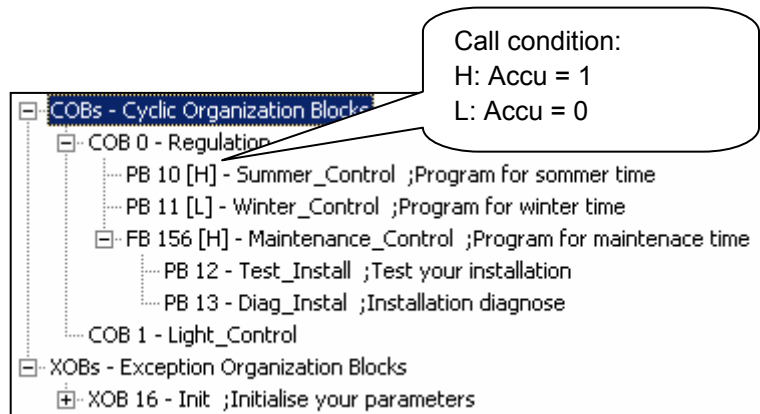 Call condition:
H: Accu = 1
L: Accu = 0
COBs - Cyclic Organization Blocks
COB 0 - Regulation
PB 10 [H] - Summer_Control ;Program for sommer time
PB 11 [L] - Winter_Control ;Program for winter time
FB 156 [H] - Maintenance_Control ;Program for maintenace time
PB 12 - Test_Install ;Test your installation
PB 13 - Diag_Instal ;Installation diagnose
COB 1 - Light_Control
XOBs - Exception Organization Blocks
XOB 16 - Init ;Initialise your parameters